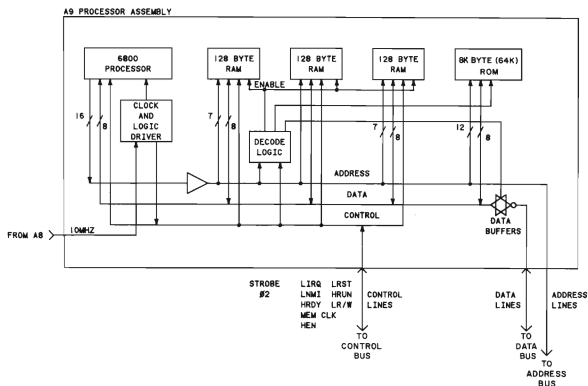 A9 PROCESSOR ASSEMBLY
6800
PROCESSOR
128 BYTE
RAM
128 BYTE
RAM
128 BYTE
RAM
8K BYTE (64K)
ROM
ENABLE
16
8
CLOCK
AND
LOGIC
DRIVER
7
8
DECODE
LOGIC
7
8
12
8
ADDRESS
DATA
CONTROL
DATA
BUFFERS
FROM A8
10MHZ
STROBE
Ø2
LIRQ LRST
LNMI HRUN
HRDY LR/W
MEM CLK
HEN
CONTROL
LINES
DATA
LINES
ADDRESS
LINES
TO
CONTROL
BUS
TO
DATA
BUS
TO
ADDRESS
BUS